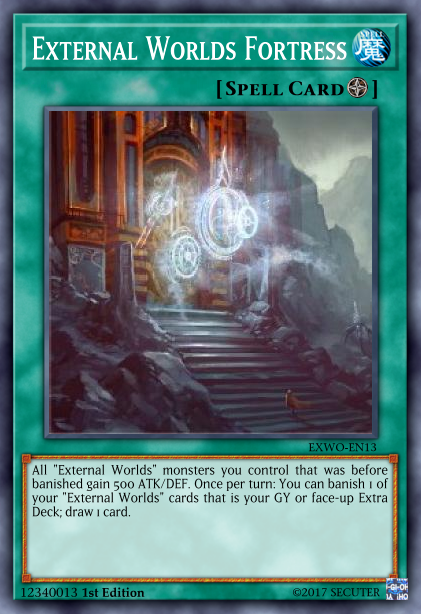 External Worlds Fortress 魔
[Spell Card]
EXWO-EN13
All "External Worlds" monsters you control that was before
banished gain 500 ATK/DEF. Once per turn: You can banish 1 of
your "External Worlds" cards that is your GY or face-up Extra
Deck; draw 1 card.
12340013 1st Edition ©2017 SECUTER